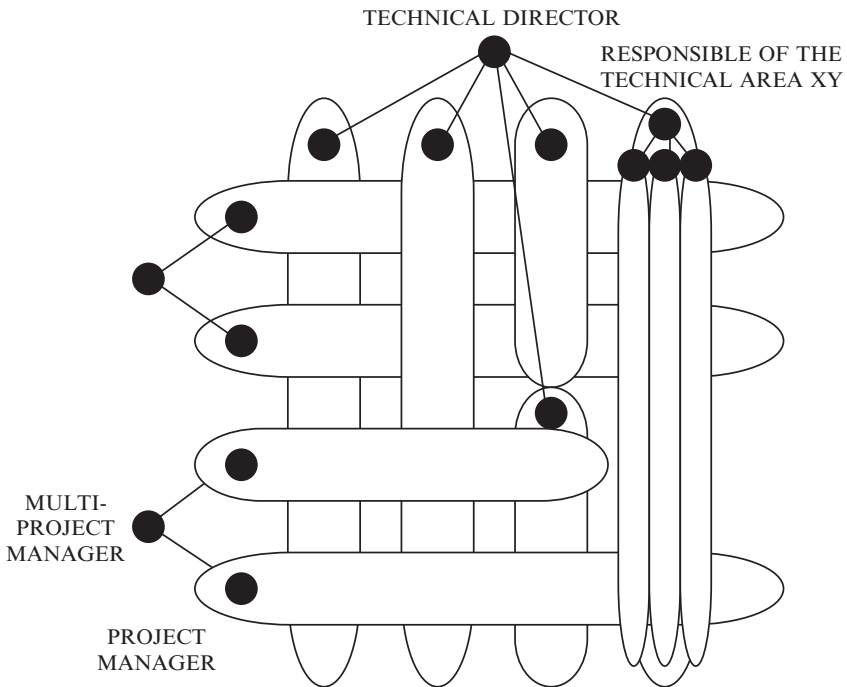 TECHNICAL DIRECTOR
RESPONSIBLE OF THE
TECHNICAL AREA XY
MULTI-
PROJECT
MANAGER
PROJECT
MANAGER